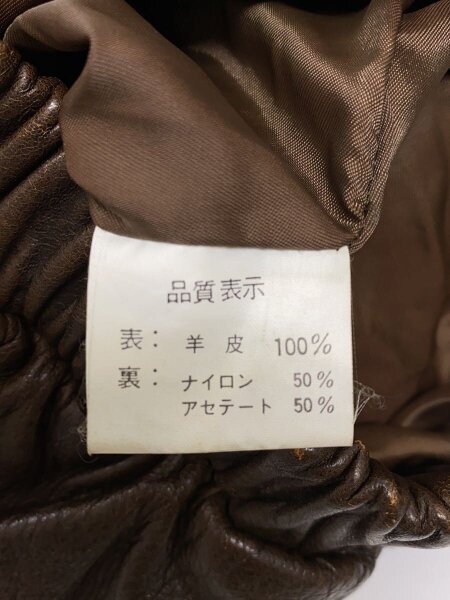 品質表示
表： 羊皮 100%
裏： ナイロン 50%
アセテート 50%